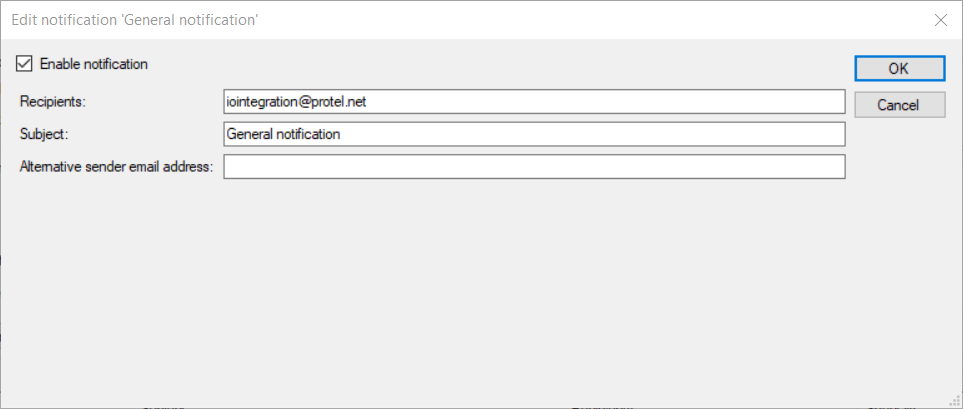 Edit notification 'General notification'
Enable notification
OK
Recipients: iointegration@protel.net
Cancel
Subject: General notification
Alternative sender email address: